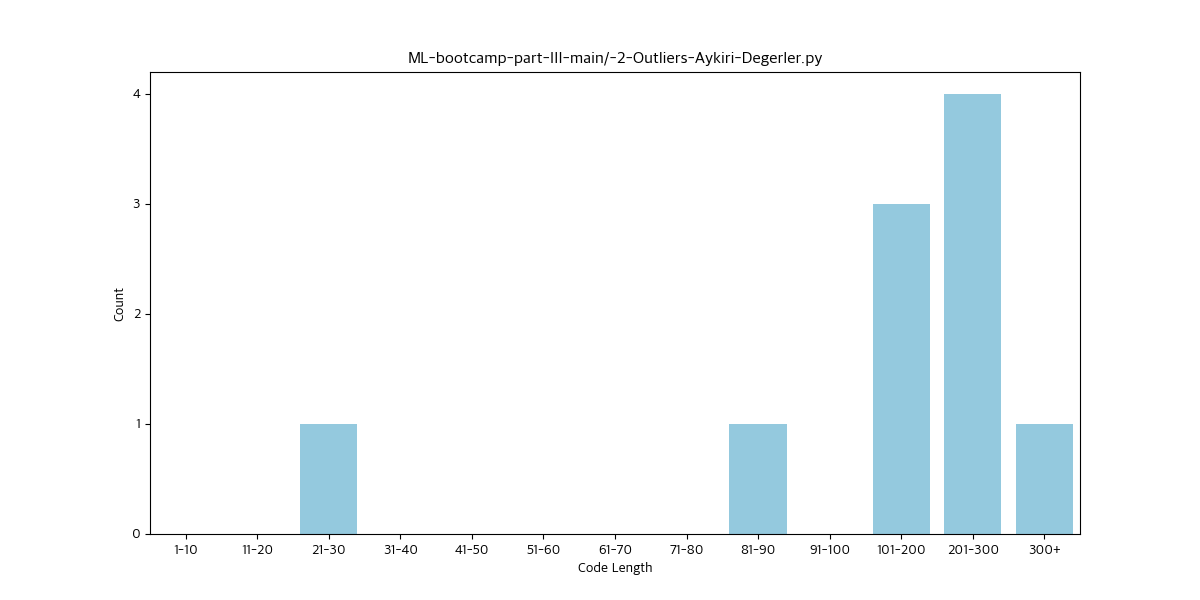 ML-bootcamp-part-III-main/-2-Outliers-Aykiri-Degerler.py
4
3
2
1
0
Count
1-10 11-20 21-30 31-40 41-50 51-60 61-70 71-80 81-90 91-100 101-200 201-300 300+
Code Length